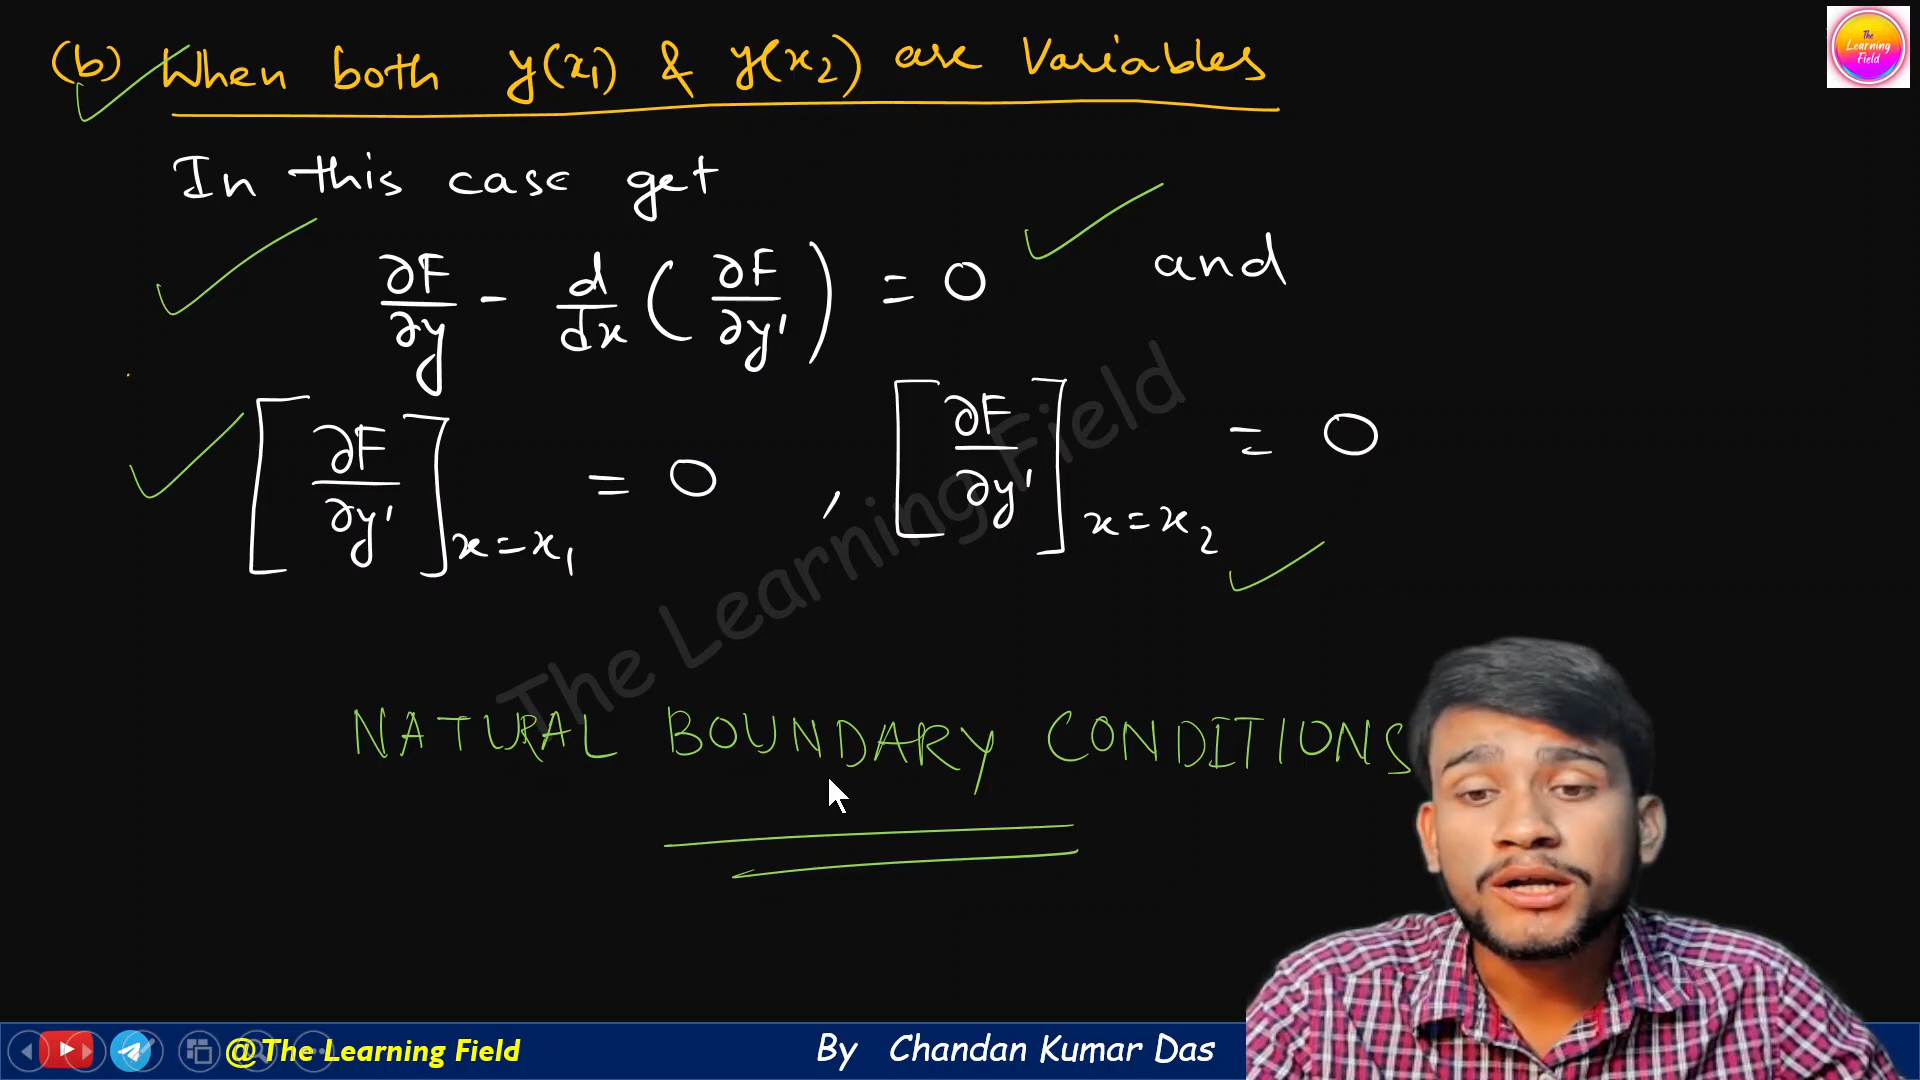 (b) When both y(x₁) & y(x₂) are Variables
The Learning Field
In this case get
∂F/∂y - d/dx (∂F/∂y') = 0 and
[∂F/∂y']x=x₁ = 0 , [∂F/∂y']x=x₂ = 0
The Learning Field
NATURAL BOUNDARY CONDITIONS
@The Learning Field
By Chandan Kumar Das